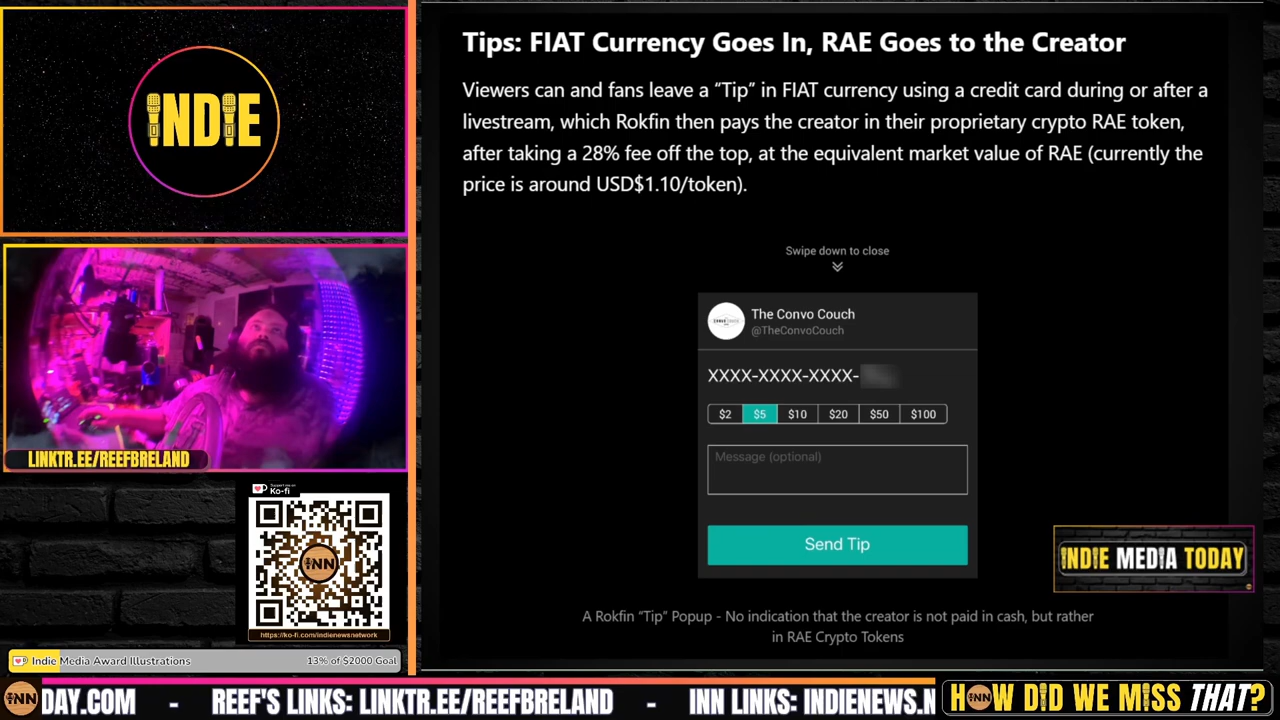 INDIE
LINKTR.EE/REEFBRELAND
Support me on
Ko-fi
INN
https://ko-fi.com/indienewsnetwork
Indie Media Award Illustrations
13% of $2000 Goal
Tips: FIAT Currency Goes In, RAE Goes to the Creator
Viewers can and fans leave a “Tip” in FIAT currency using a credit card during or after a
livestream, which Rokfin then pays the creator in their proprietary crypto RAE token,
after taking a 28% fee off the top, at the equivalent market value of RAE (currently the
price is around USD$1.10/token).
Swipe down to close
The Convo Couch
@TheConvoCouch
XXXX-XXXX-XXXX-
$2 $5 $10 $20 $50 $100
Message (optional)
Send Tip
A Rokfin “Tip” Popup - No indication that the creator is not paid in cash, but rather
in RAE Crypto Tokens
INDIE MEDIA TODAY
INN
DAY.COM - REEF'S LINKS: LINKTR.EE/REEFBRELAND - INN LINKS: INDIENEWS.N
HOW DID WE MISS THAT?